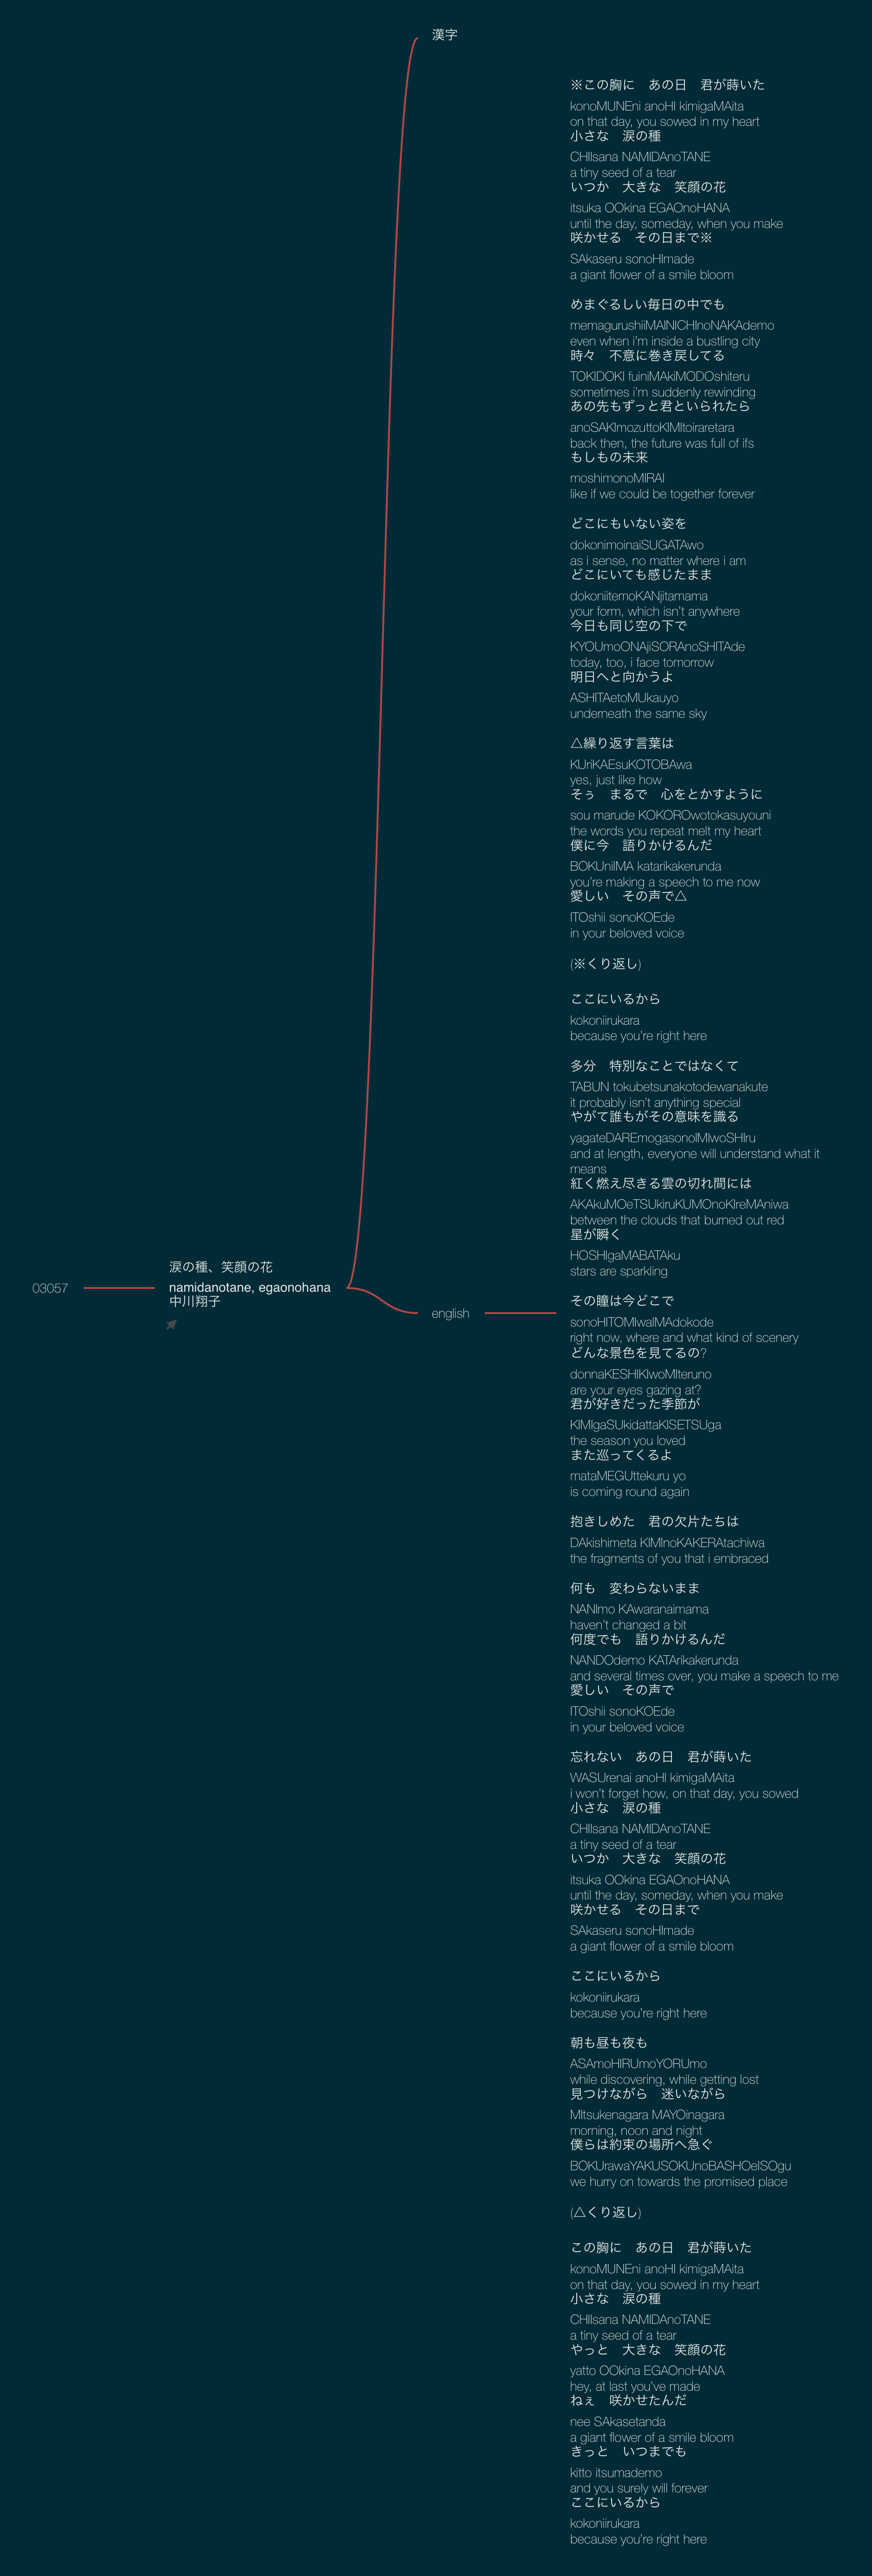 漢字
※この胸に　あの日　君が蒔いた
konoMUNEni anoHI kimigaMAita
on that day, you sowed in my heart
小さな　涙の種
CHIIsana NAMIDAnoTANE
a tiny seed of a tear
いつか　大きな　笑顔の花
itsuka OOkina EGAOnoHANA
until the day, someday, when you make
咲かせる　その日まで※
SAkaseru sonoHImade
a giant flower of a smile bloom
めまぐるしい毎日の中でも
memagurushiiMAINICHInoNAKAdemo
even when i'm inside a bustling city
時々　不意に巻き戻してる
TOKIDOKI fuiniMAkiMODOshiteru
sometimes i'm suddenly rewinding
あの先もずっと君といられたら
anoSAKImozuttoKIMItoiraretara
back then, the future was full of ifs
もしもの未来
moshimonoMIRAI
like if we could be together forever
どこにもいない姿を
dokonimoinaiSUGATAwo
as i sense, no matter where i am
どこにいても感じたまま
dokoniitemoKANjitamama
your form, which isn't anywhere
今日も同じ空の下で
KYOUmoONAjiSORAnoSHITAde
today, too, i face tomorrow
明日へと向かうよ
ASHITAetoMUkauyo
underneath the same sky
△繰り返す言葉は
KUriKAEsuKOTOBAwa
yes, just like how
そぅ　まるで　心をとかすように
sou marude KOKOROwotokasuyouni
the words you repeat melt my heart
僕に今　語りかけるんだ
BOKUniIMA katarikakerunda
you're making a speech to me now
愛しい　その声で△
ITOshii sonoKOEde
in your beloved voice
(※くり返し)
ここにいるから
kokoniirukara
because you're right here
多分　特別なことではなくて
TABUN tokubetsunakotodewanakute
it probably isn't anything special
やがて誰もがその意味を識る
yagateDAREmogasonoIMIwoSHIru
and at length, everyone will understand what it
means
紅く燃え尽きる雲の切れ間には
AKAkuMOeTSUkiruKUMOnoKIreMAniwa
between the clouds that burned out red
星が瞬く
HOSHIgaMABATAku
stars are sparkling
その瞳は今どこで
sonoHITOMIwaIMAdokode
right now, where and what kind of scenery
どんな景色を見てるの?
donnaKESHIKIwoMIteruno
are your eyes gazing at?
君が好きだった季節が
KIMIgaSUkidattaKISETSUga
the season you loved
また巡ってくるよ
mataMEGUttekuru yo
is coming round again
抱きしめた　君の欠片たちは
DAkishimeta KIMInoKAKERAtachiwa
the fragments of you that i embraced
何も　変わらないまま
NANImo KAwaranaimama
haven't changed a bit
何度でも　語りかけるんだ
NANDOdemo KATArikakerunda
and several times over, you make a speech to me
愛しい　その声で
ITOshii sonoKOEde
in your beloved voice
忘れない　あの日　君が蒔いた
WASUrenai anoHI kimigaMAita
i won't forget how, on that day, you sowed
小さな　涙の種
CHIIsana NAMIDAnoTANE
a tiny seed of a tear
いつか　大きな　笑顔の花
itsuka OOkina EGAOnoHANA
until the day, someday, when you make
咲かせる　その日まで
SAkaseru sonoHImade
a giant flower of a smile bloom
ここにいるから
kokoniirukara
because you're right here
朝も昼も夜も
ASAmoHIRUmoYORUmo
while discovering, while getting lost
見つけながら　迷いながら
MItsukenagara MAYOinagara
morning, noon and night
僕らは約束の場所へ急ぐ
BOKUrawaYAKUSOKUnoBASHOeISOgu
we hurry on towards the promised place
(△くり返し)
この胸に　あの日　君が蒔いた
konoMUNEni anoHI kimigaMAita
on that day, you sowed in my heart
小さな　涙の種
CHIIsana NAMIDAnoTANE
a tiny seed of a tear
やっと　大きな　笑顔の花
yatto OOkina EGAOnoHANA
hey, at last you've made
ねぇ　咲かせたんだ
nee SAkasetanda
a giant flower of a smile bloom
きっと　いつまでも
kitto itsumademo
and you surely will forever
ここにいるから
kokoniirukara
because you're right here
03057
涙の種、笑顔の花
namidanotane, egaonohana
中川翔子
english